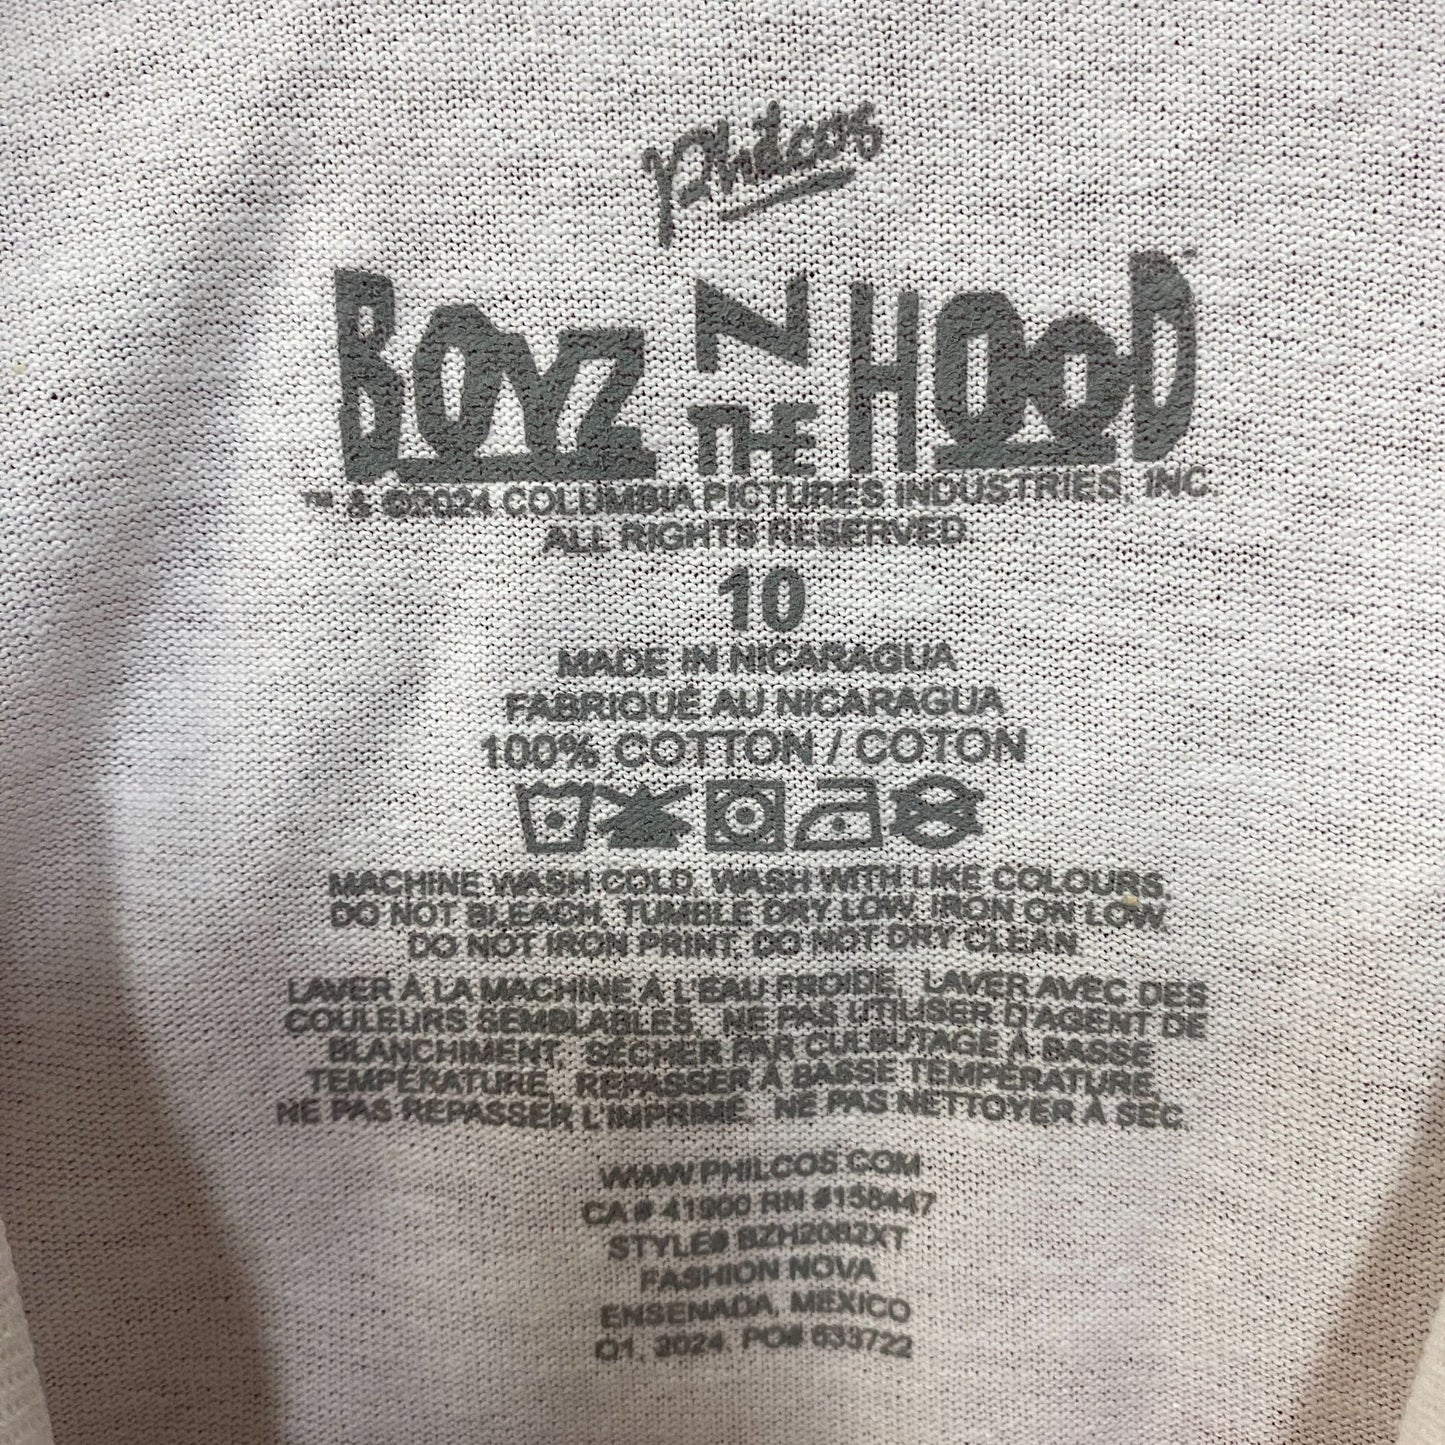 Philcos
BOYZ N THE HOOD™
™ & ©2024 COLUMBIA PICTURES INDUSTRIES, INC.
ALL RIGHTS RESERVED.
10
MADE IN NICARAGUA
FABRIQUÉ AU NICARAGUA
100% COTTON / COTON
MACHINE WASH COLD. WASH WITH LIKE COLOURS.
DO NOT BLEACH. TUMBLE DRY LOW. IRON ON LOW.
DO NOT IRON PRINT. DO NOT DRY CLEAN.
LAVER À LA MACHINE À L'EAU FROIDE. LAVER AVEC DES
COULEURS SEMBLABLES. NE PAS UTILISER D'AGENT DE
BLANCHIMENT. SÉCHER PAR CULBUTAGE À BASSE
TEMPÉRATURE. REPASSER À BASSE TEMPÉRATURE.
NE PAS REPASSER L'IMPRIMÉ. NE PAS NETTOYER À SEC.
WWW.PHILCOS.COM
CA # 41900 RN #158447
STYLE#
FASHION NOVA
ENSENADA, MEXICO
Q1, 2024, PO# 633722